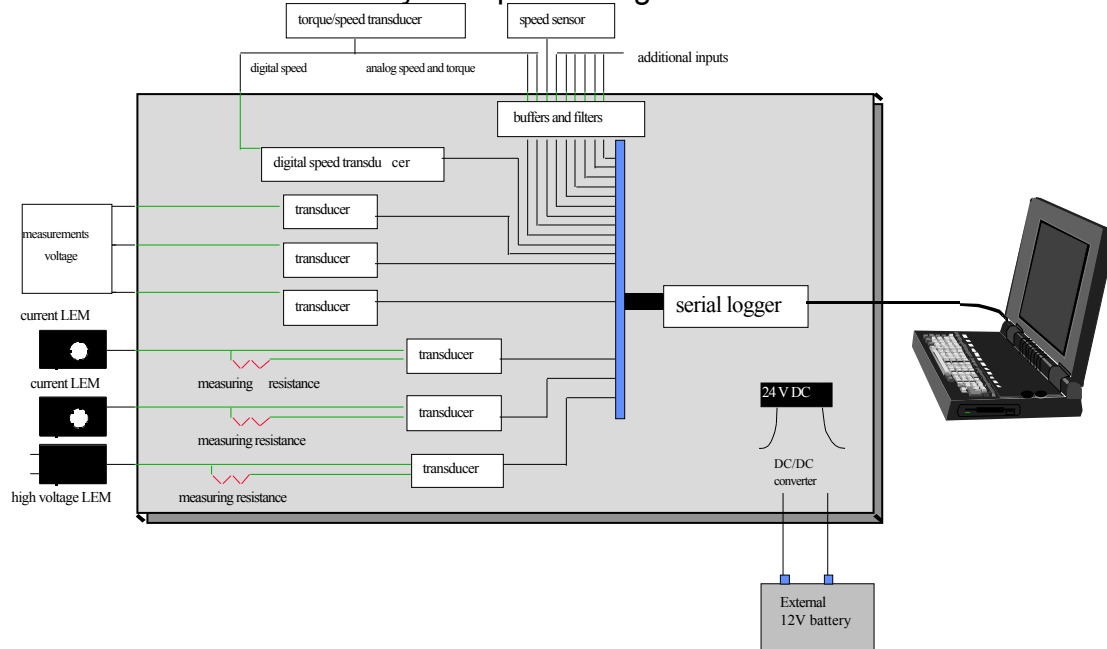 torque/speed transducer
speed sensor
additional inputs
digital speed
analog speed and torque
buffers and filters
digital speed transdu cer
transducer
measurements
voltage
transducer
transducer
current LEM
serial logger
transducer
measuring resistance
current LEM
24 V DC
transducer
measuring resistance
DC/DC
converter
transducer
high voltage LEM
measuring resistance
External
12V battery